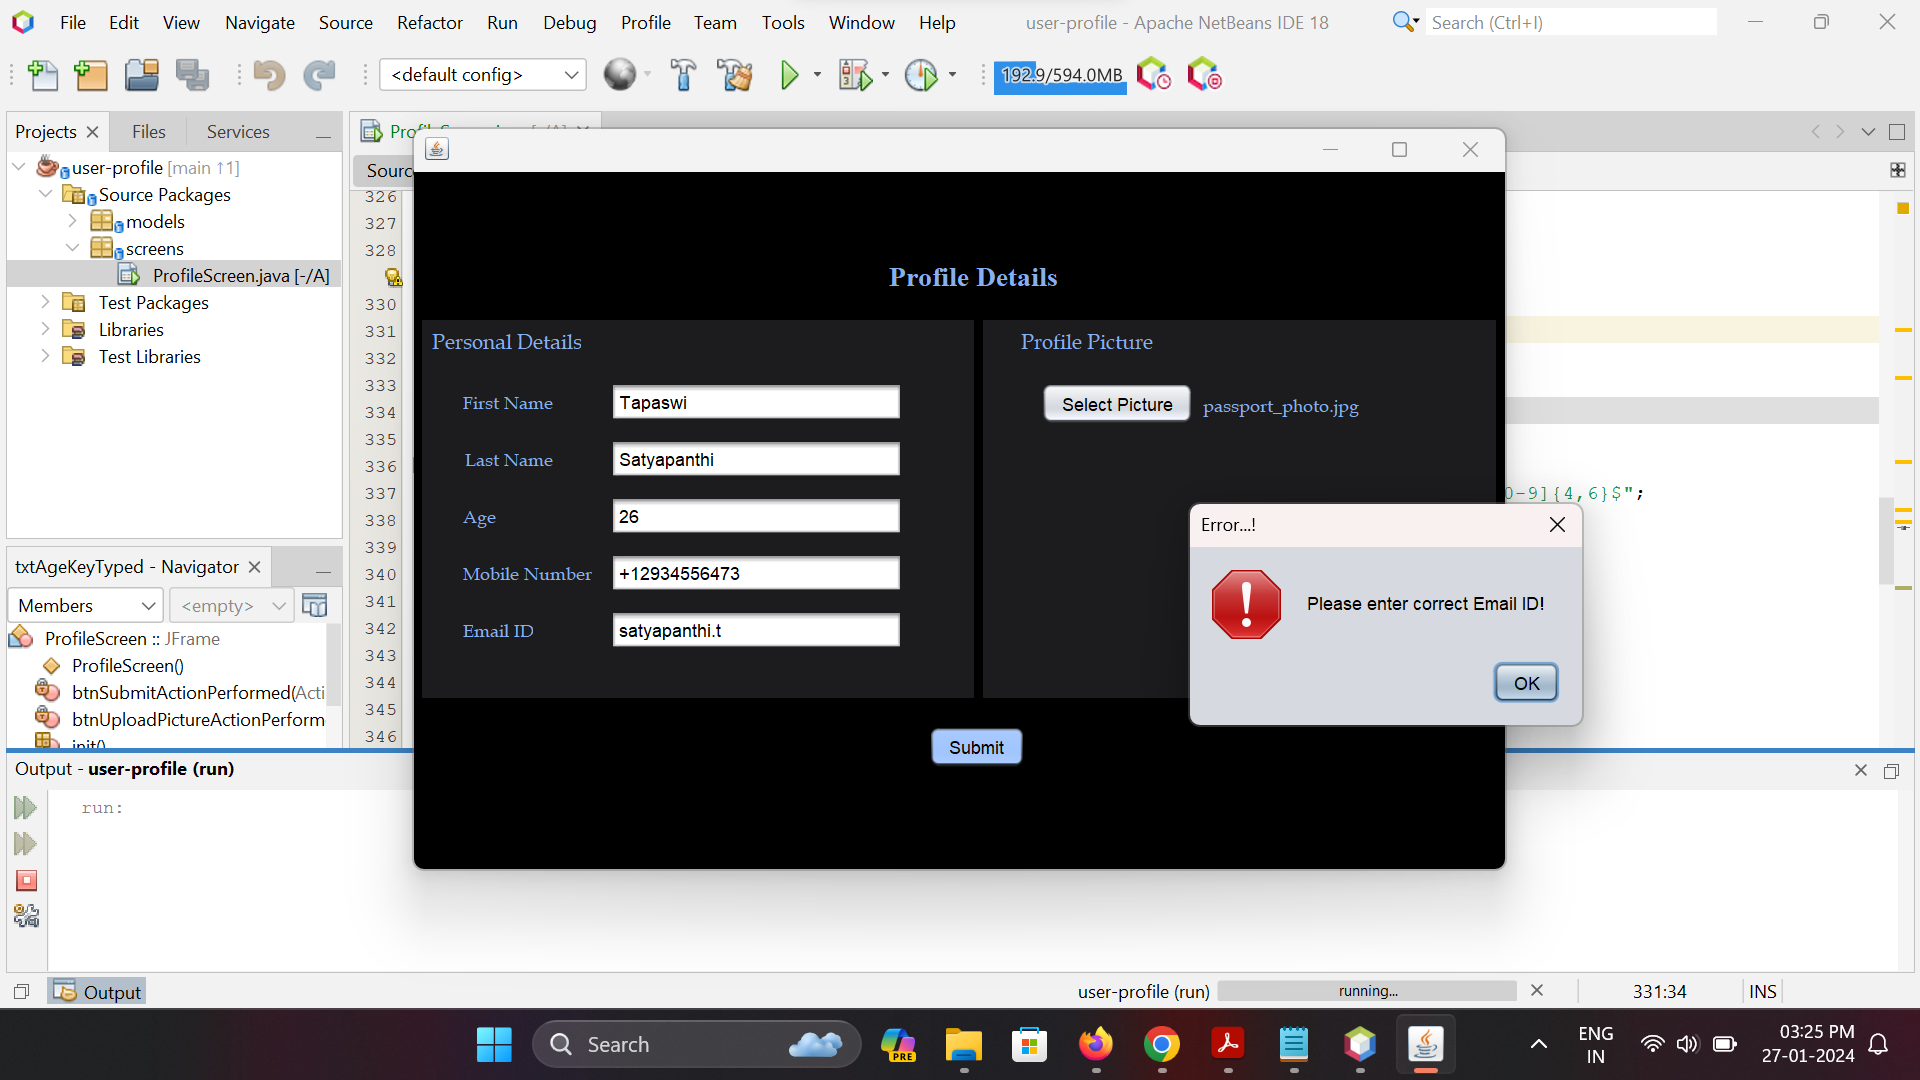 File Edit View Navigate Source Refactor Run Debug Profile Team Tools Window Help
user-profile - Apache NetBeans IDE 18
Search (Ctrl+I)
<default config>
192.9/594.0MB
Projects Files Services
user-profile [main ↑1]
Source Packages
models
screens
ProfileScreen.java [-/A]
Test Packages
Libraries
Test Libraries
txtAgeKeyTyped - Navigator
Members
<empty>
ProfileScreen :: JFrame
ProfileScreen()
btnSubmitActionPerformed(Acti
btnUploadPictureActionPerform
init()
Sourc
326
327
328
330
331
332
333
334
335
336
337
338
339
340
341
342
343
344
345
346
0-9]{4,6}$";
Profile Details
Personal Details
First Name Tapaswi
Last Name Satyapanthi
Age 26
Mobile Number +12934556473
Email ID satyapanthi.t
Profile Picture
Select Picture passport_photo.jpg
Submit
Error...!
Please enter correct Email ID!
OK
Output - user-profile (run)
run:
Output
user-profile (run) running... 331:34 INS
Search
PRE
ENG
IN
03:25 PM
27-01-2024